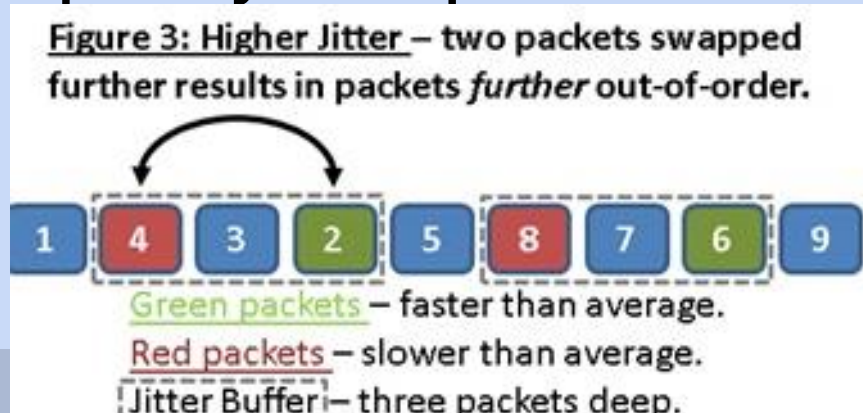 Figure 3: Higher Jitter – two packets swapped
further results in packets further out-of-order.
1 4 3 2 5 8 7 6 9
Green packets – faster than average.
Red packets – slower than average.
Jitter Buffer – three packets deep.